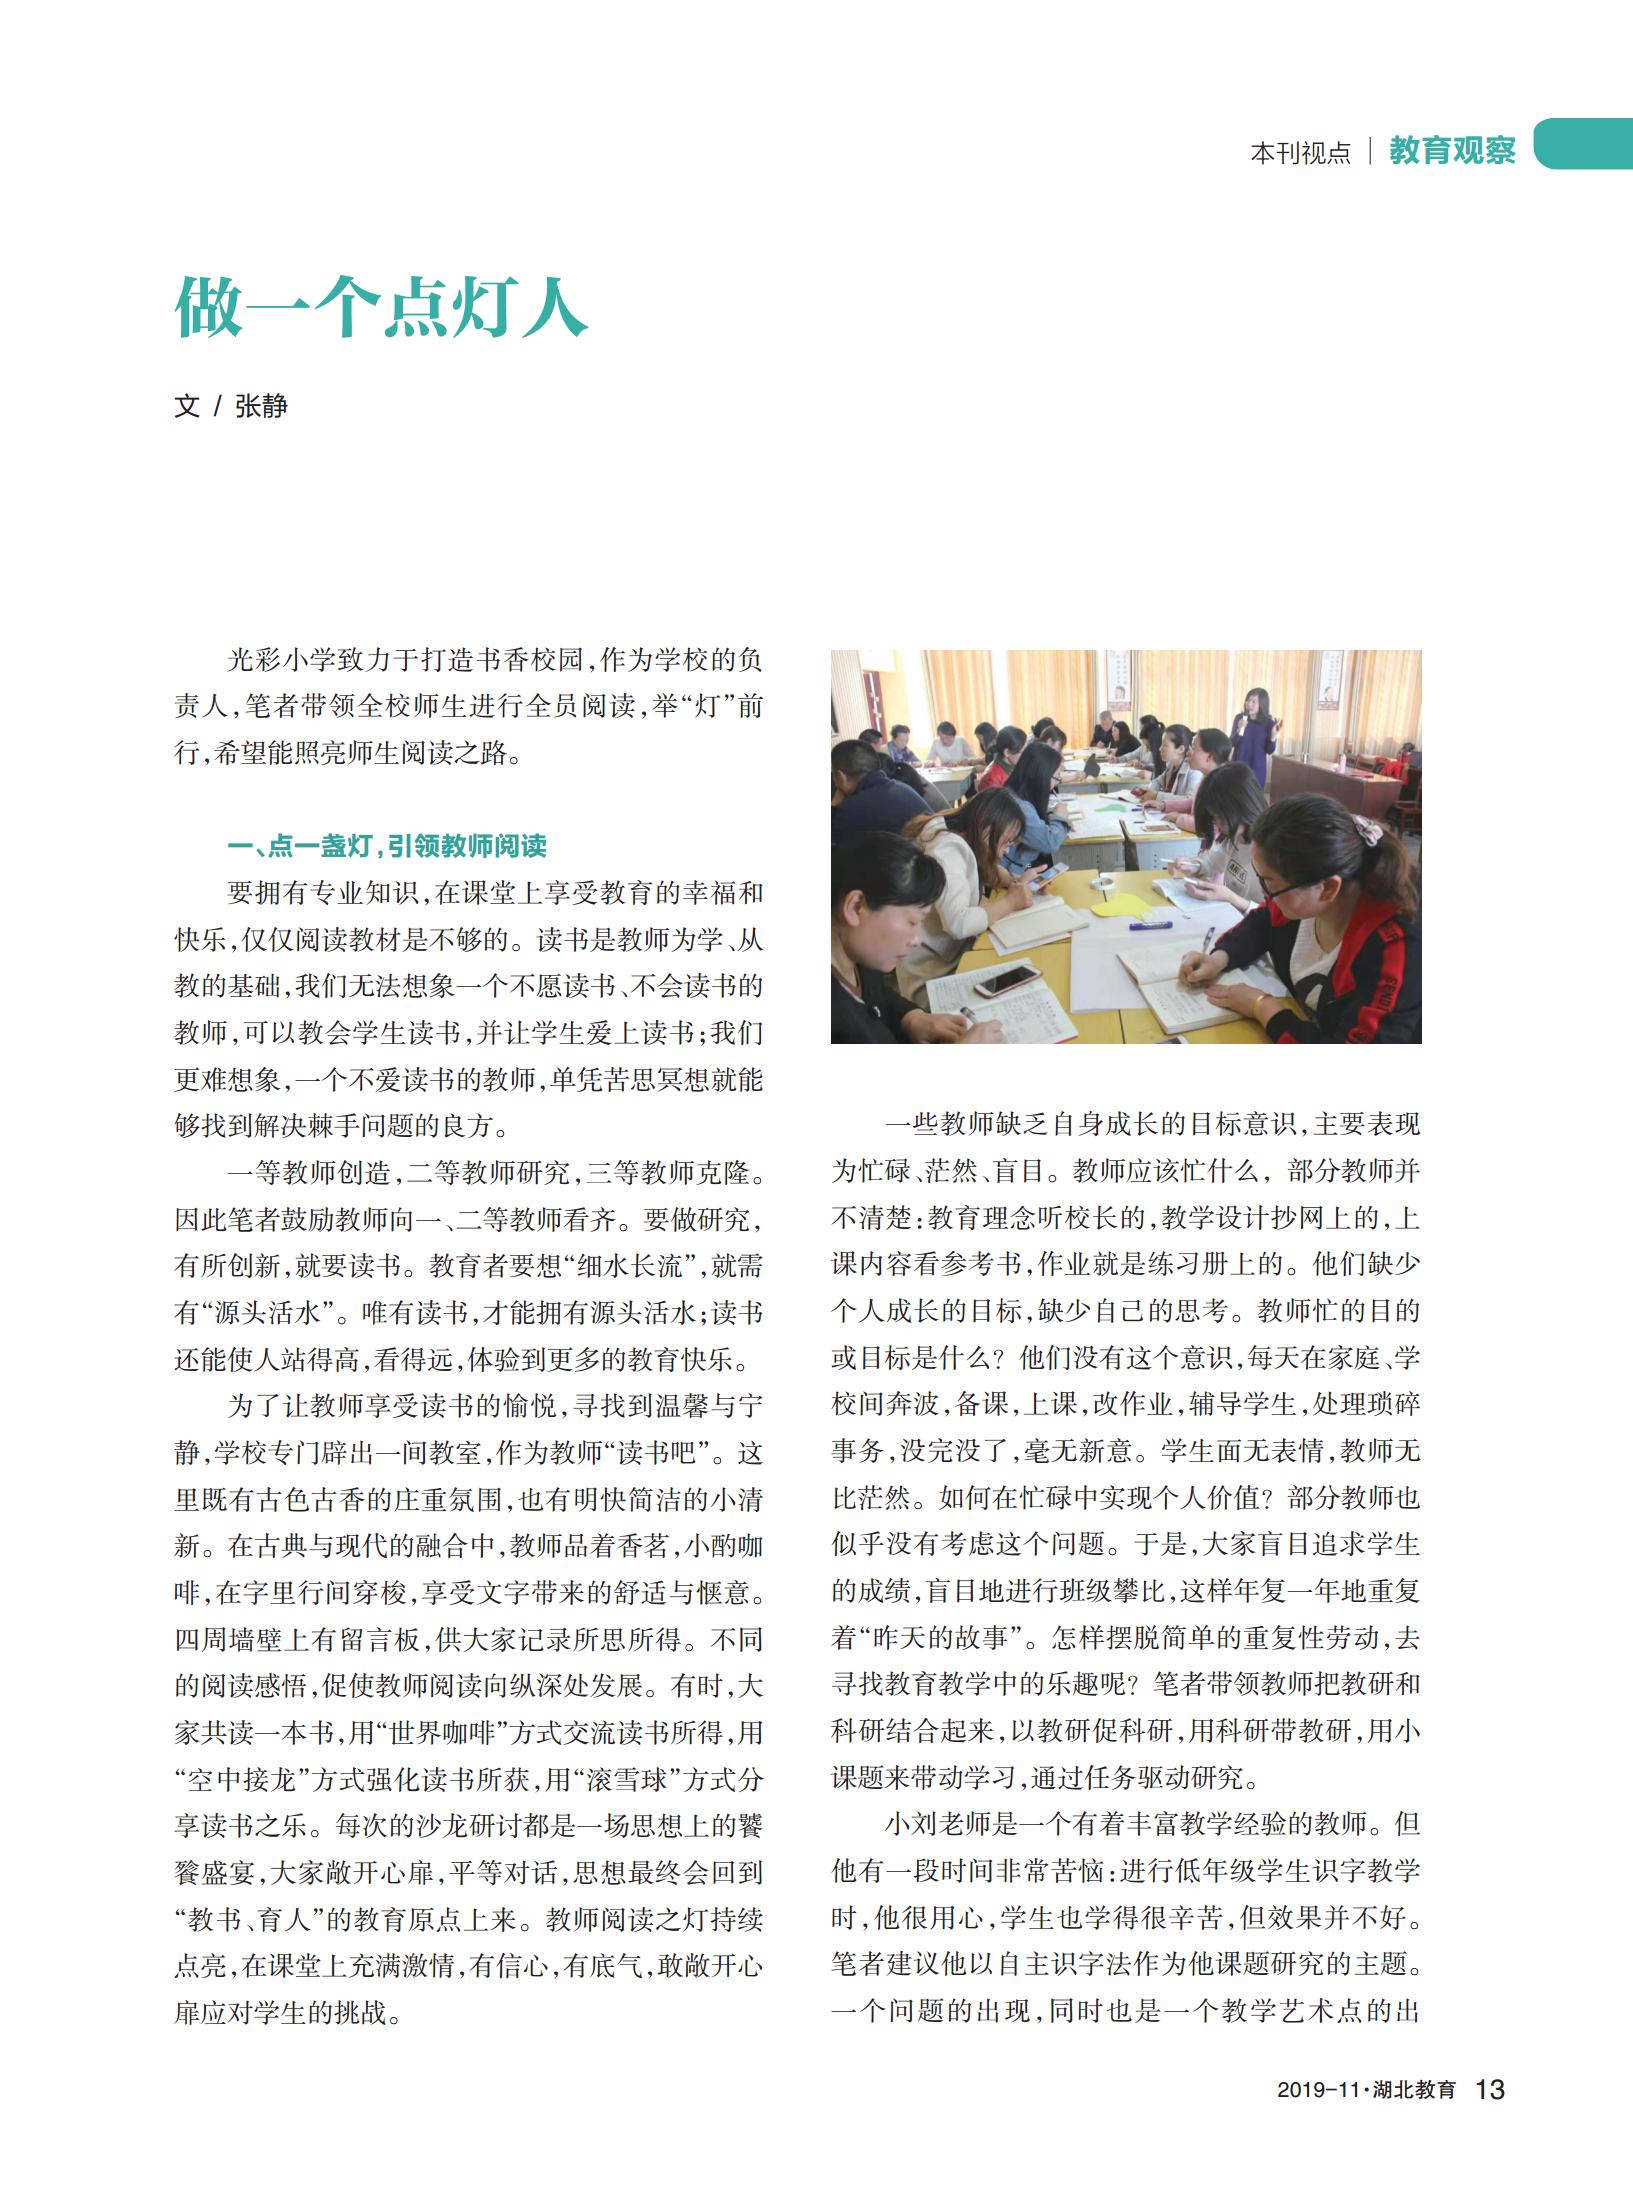 本刊视点｜教育观察
做一个点灯人
文 / 张静
光彩小学致力于打造书香校园，作为学校的负
责人，笔者带领全校师生进行全员阅读，举“灯”前
行，希望能照亮师生阅读之路。
一、点一盏灯，引领教师阅读
要拥有专业知识，在课堂上享受教育的幸福和
快乐，仅仅阅读教材是不够的。读书是教师为学、从
教的基础，我们无法想象一个不愿读书、不会读书的
教师，可以教会学生读书，并让学生爱上读书；我们
更难想象，一个不爱读书的教师，单凭苦思冥想就能
够找到解决棘手问题的良方。
一等教师创造，二等教师研究，三等教师克隆。
因此笔者鼓励教师向一、二等教师看齐。要做研究，
有所创新，就要读书。教育者要想“细水长流”，就需
有“源头活水”。唯有读书，才能拥有源头活水；读书
还能使人站得高，看得远，体验到更多的教育快乐。
为了让教师享受读书的愉悦，寻找到温馨与宁
静，学校专门辟出一间教室，作为教师“读书吧”。这
里既有古色古香的庄重氛围，也有明快简洁的小清
新。在古典与现代的融合中，教师品着香茗，小酌咖
啡，在字里行间穿梭，享受文字带来的舒适与惬意。
四周墙壁上有留言板，供大家记录所思所得。不同
的阅读感悟，促使教师阅读向纵深处发展。有时，大
家共读一本书，用“世界咖啡”方式交流读书所得，用
“空中接龙”方式强化读书所获，用“滚雪球”方式分
享读书之乐。每次的沙龙研讨都是一场思想上的饕
餮盛宴，大家敞开心扉，平等对话，思想最终会回到
“教书、育人”的教育原点上来。教师阅读之灯持续
点亮，在课堂上充满激情，有信心，有底气，敢敞开心
扉应对学生的挑战。
一些教师缺乏自身成长的目标意识，主要表现
为忙碌、茫然、盲目。教师应该忙什么，部分教师并
不清楚：教育理念听校长的，教学设计抄网上的，上
课内容看参考书，作业就是练习册上的。他们缺少
个人成长的目标，缺少自己的思考。教师忙的目的
或目标是什么？他们没有这个意识，每天在家庭、学
校间奔波，备课，上课，改作业，辅导学生，处理琐碎
事务，没完没了，毫无新意。学生面无表情，教师无
比茫然。如何在忙碌中实现个人价值？部分教师也
似乎没有考虑这个问题。于是，大家盲目追求学生
的成绩，盲目地进行班级攀比，这样年复一年地重复
着“昨天的故事”。怎样摆脱简单的重复性劳动，去
寻找教育教学中的乐趣呢？笔者带领教师把教研和
科研结合起来，以教研促科研，用科研带教研，用小
课题来带动学习，通过任务驱动研究。
小刘老师是一个有着丰富教学经验的教师。但
他有一段时间非常苦恼：进行低年级学生识字教学
时，他很用心，学生也学得很辛苦，但效果并不好。
笔者建议他以自主识字法作为他课题研究的主题。
一个问题的出现，同时也是一个教学艺术点的出
2019-11·湖北教育 13